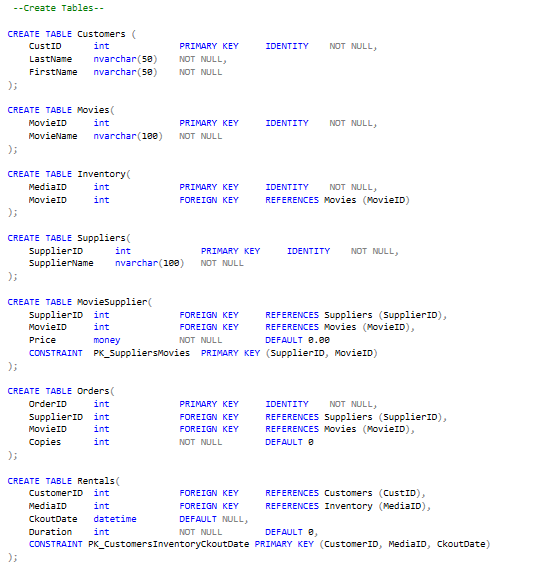 --Create Tables--
CREATE TABLE Customers (
CustID int PRIMARY KEY IDENTITY NOT NULL,
LastName nvarchar(50) NOT NULL,
FirstName nvarchar(50) NOT NULL
);
CREATE TABLE Movies(
MovieID int PRIMARY KEY IDENTITY NOT NULL,
MovieName nvarchar(100) NOT NULL
);
CREATE TABLE Inventory(
MediaID int PRIMARY KEY IDENTITY NOT NULL,
MovieID int FOREIGN KEY REFERENCES Movies (MovieID)
);
CREATE TABLE Suppliers(
SupplierID int PRIMARY KEY IDENTITY NOT NULL,
SupplierName nvarchar(100) NOT NULL
);
CREATE TABLE MovieSupplier(
SupplierID int FOREIGN KEY REFERENCES Suppliers (SupplierID),
MovieID int FOREIGN KEY REFERENCES Movies (MovieID),
Price money NOT NULL DEFAULT 0.00
CONSTRAINT PK_SuppliersMovies PRIMARY KEY (SupplierID, MovieID)
);
CREATE TABLE Orders(
OrderID int PRIMARY KEY IDENTITY NOT NULL,
SupplierID int FOREIGN KEY REFERENCES Suppliers (SupplierID),
MovieID int FOREIGN KEY REFERENCES Movies (MovieID),
Copies int NOT NULL DEFAULT 0
);
CREATE TABLE Rentals(
CustomerID int FOREIGN KEY REFERENCES Customers (CustID),
MediaID int FOREIGN KEY REFERENCES Inventory (MediaID),
CkoutDate datetime DEFAULT NULL,
Duration int NOT NULL DEFAULT 0,
CONSTRAINT PK_CustomersInventoryCkoutDate PRIMARY KEY (CustomerID, MediaID, CkoutDate)
);